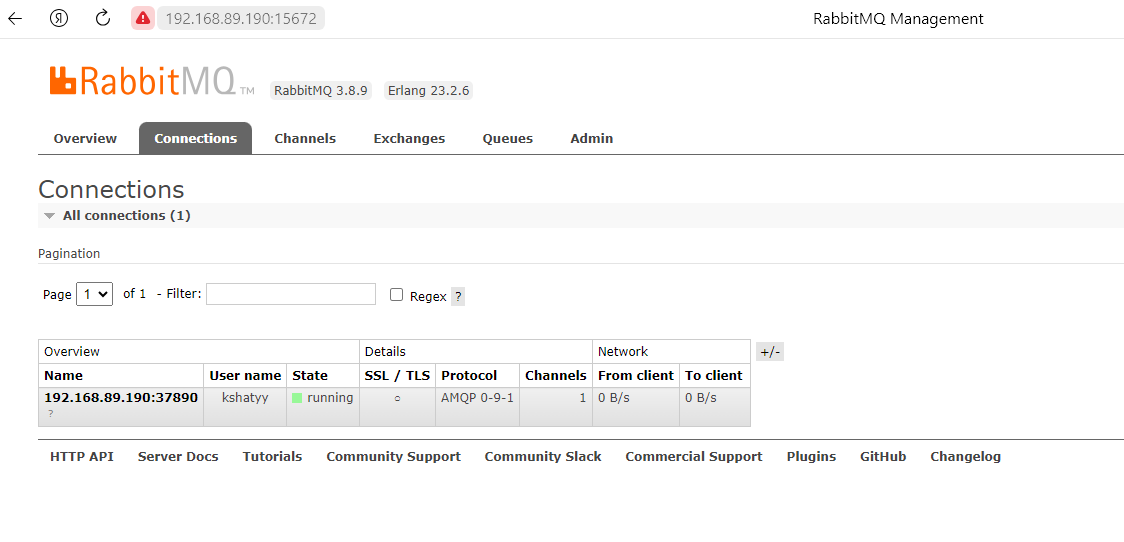 192.168.89.190:15672 RabbitMQ Management
RabbitMQ TM RabbitMQ 3.8.9 Erlang 23.2.6
Overview Connections Channels Exchanges Queues Admin
Connections
All connections (1)
Pagination
Page 1 of 1 - Filter: Regex ?
Overview Details Network +/-
Name User name State SSL / TLS Protocol Channels From client To client
192.168.89.190:37890 kshatyy running ○ AMQP 0-9-1 1 0 B/s 0 B/s
?
HTTP API Server Docs Tutorials Community Support Community Slack Commercial Support Plugins GitHub Changelog